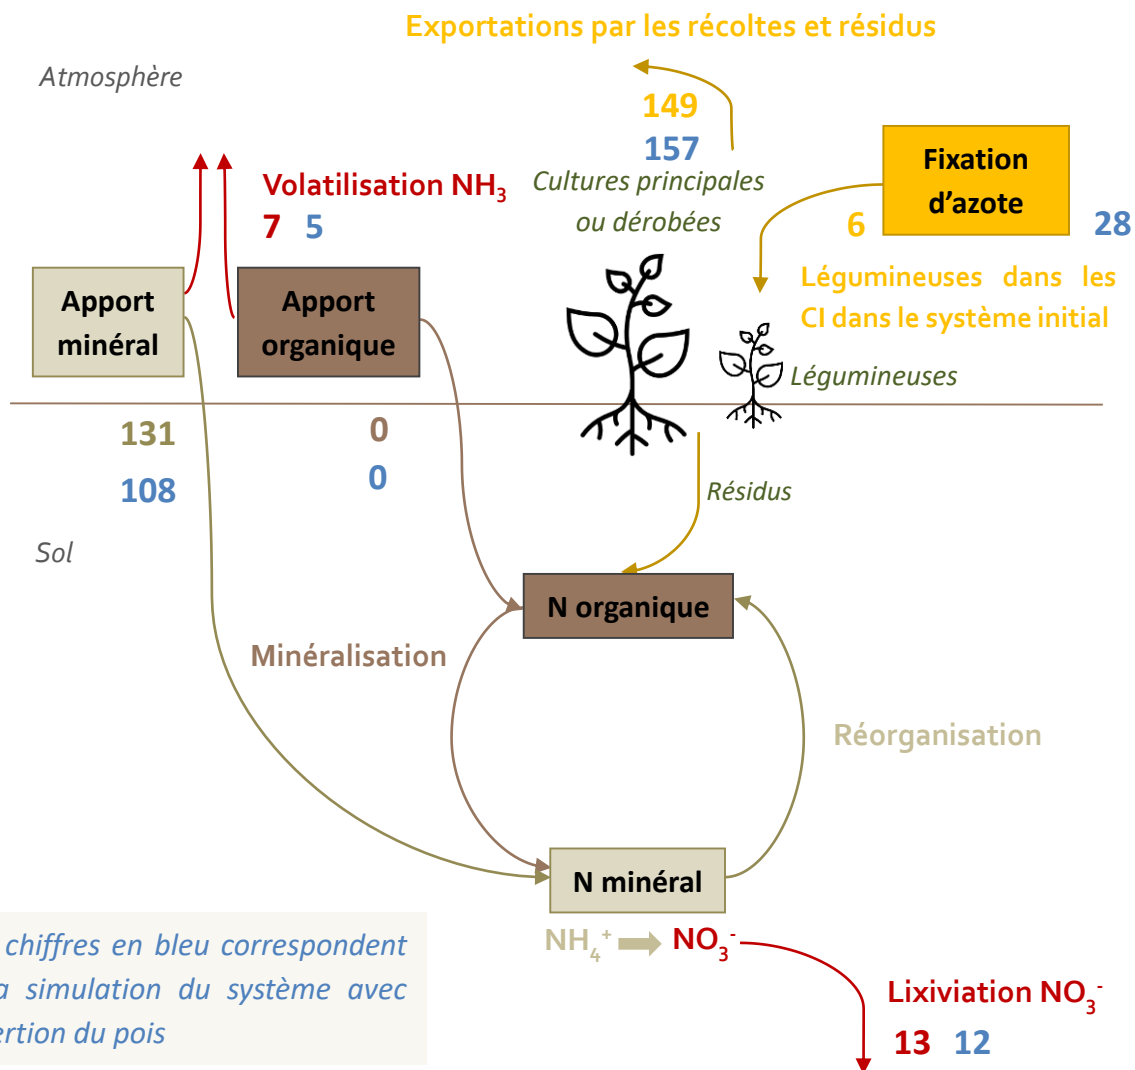 Exportations par les récoltes et résidus
Atmosphère
149
157
Fixation
d'azote
Volatilisation NH₃
7 5
Cultures principales
ou dérobées
6
28
Légumineuses dans les
CI dans le système initial
Apport
minéral
Apport
organique
Légumineuses
131
0
108
0
Résidus
Sol
N organique
Minéralisation
Réorganisation
N minéral
NH₄⁺ NO₃⁻
chiffres en bleu correspondent
a simulation du système avec
ertion du pois
Lixiviation NO₃⁻
13 12